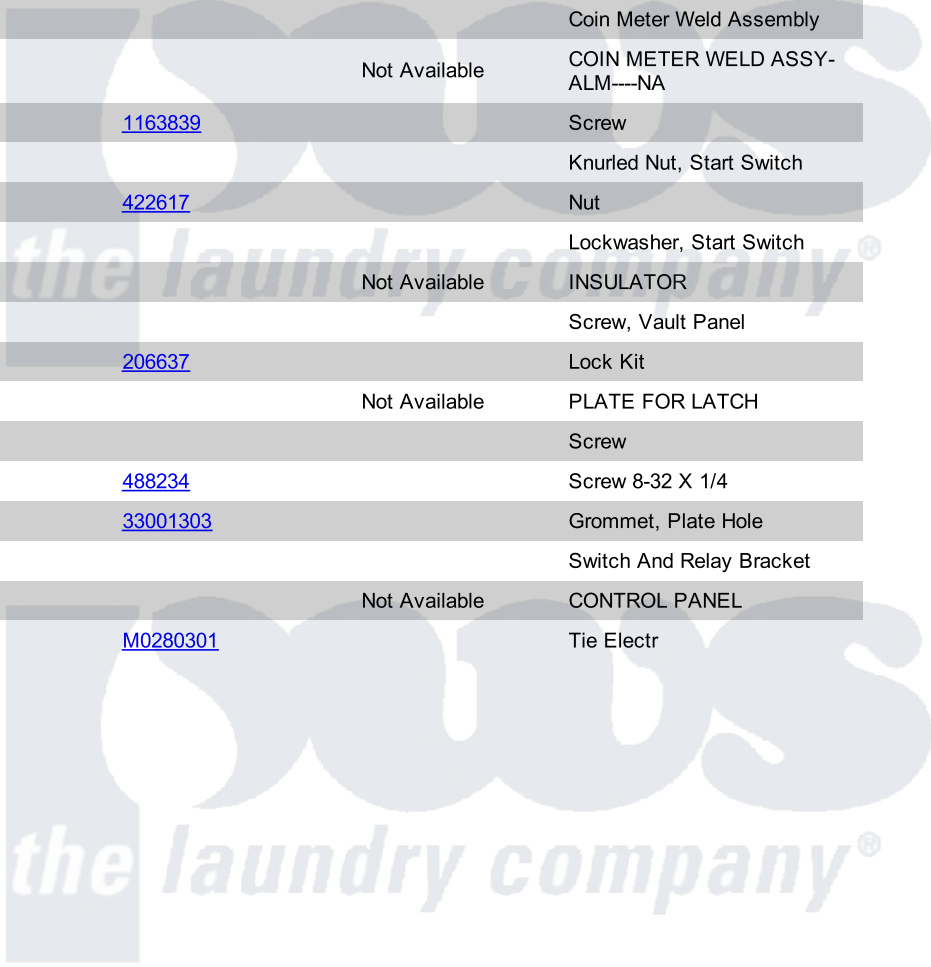 Coin Meter Weld Assembly
Not Available COIN METER WELD ASSY-
ALM----NA
1163839 Screw
Knurled Nut, Start Switch
422617 Nut
Lockwasher, Start Switch
Not Available INSULATOR
Screw, Vault Panel
206637 Lock Kit
Not Available PLATE FOR LATCH
Screw
488234 Screw 8-32 X 1/4
33001303 Grommet, Plate Hole
Switch And Relay Bracket
Not Available CONTROL PANEL
M0280301 Tie Electr
pws
the laundry company®
pws
the laundry company®